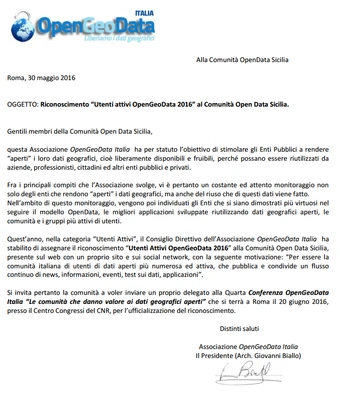 ITALIA
OpenGeoData
Liberiamo i dati geografici
Alla Comunità OpenData Sicilia
Roma, 30 maggio 2016
OGGETTO: Riconoscimento “Utenti attivi OpenGeoData 2016” al Comunità Open Data Sicilia.
Gentili membri della Comunità Open Data Sicilia,
questa Associazione OpenGeoData Italia ha per statuto l'obiettivo di stimolare gli Enti Pubblici a rendere
“aperti” i loro dati geografici, cioè liberamente disponibili e fruibili, perché possano essere riutilizzati da
aziende, professionisti, cittadini ed altri enti pubblici e privati.
Fra i principali compiti che l'Associazione svolge, vi è pertanto un costante ed attento monitoraggio non
solo degli enti che rendono “aperti” i dati geografici, ma anche del riuso che di questi dati viene fatto.
Nell'ambito di questo monitoraggio, vengono poi individuati gli Enti che si siano dimostrati più virtuosi nel
seguire il modello OpenData, le migliori applicazioni sviluppate riutilizzando dati geografici aperti, le
comunità e i gruppi più attivi di utenti.
Quest'anno, nella categoria “Utenti Attivi”, il Consiglio Direttivo dell'Associazione OpenGeoData Italia ha
stabilito di assegnare il riconoscimento “Utenti Attivi OpenGeoData 2016” alla Comunità Open Data Sicilia,
presente sul web con un proprio sito e sui social network, con la seguente motivazione: “Per essere la
comunità italiana di utenti di dati aperti più numerosa ed attiva, che pubblica e condivide un flusso
continuo di news, informazioni, eventi, test sui dati, applicazioni”.
Si invita pertanto la comunità a voler inviare un proprio delegato alla Quarta Conferenza OpenGeoData
Italia “Le comunità che danno valore ai dati geografici aperti” che si terrà a Roma il 20 giugno 2016,
presso il Centro Congressi del CNR, per l'ufficializzazione del riconoscimento.
Distinti saluti
Associazione OpenGeoData Italia
Il Presidente (Arch. Giovanni Biallo)